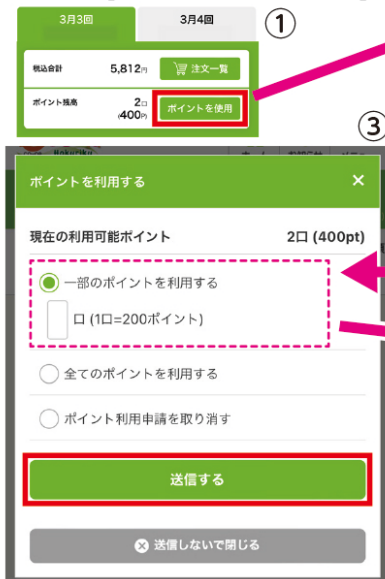 3月3回
3月4回
①
税込合計 5,812円 注文一覧
ポイント残高 2口 ポイントを使用
(400P)
③
ポイントを利用する ×
現在の利用可能ポイント 2口 (400pt)
一部のポイントを利用する
口 (1口=200ポイント)
全てのポイントを利用する
ポイント利用申請を取り消す
送信する
送信しないで閉じる